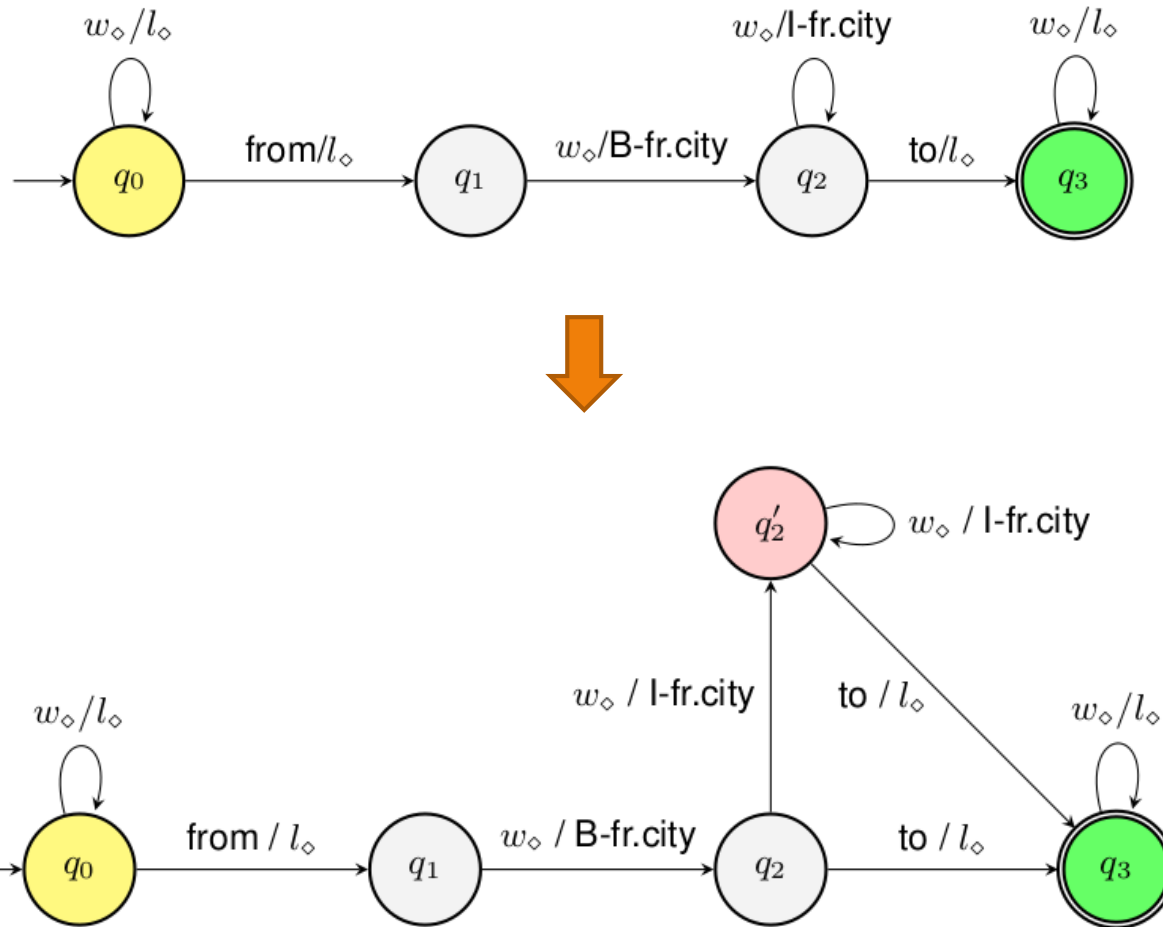 w⋄/l⋄
w⋄/I-fr.city
w⋄/l⋄
from/l⋄
w⋄/B-fr.city
to/l⋄
q0
q1
q2
q3
q2′
w⋄ / I-fr.city
w⋄ / I-fr.city
to / l⋄
w⋄/l⋄
w⋄/l⋄
from / l⋄
w⋄ / B-fr.city
to / l⋄
q0
q1
q2
q3